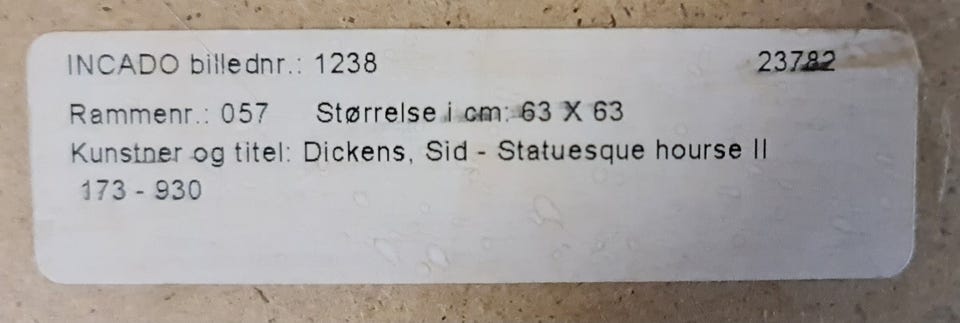 INCADO billednr.: 1238 23782
Rammenr.: 057 Størrelse i cm: 63 X 63
Kunstner og titel: Dickens, Sid - Statuesque hourse II
173 - 930